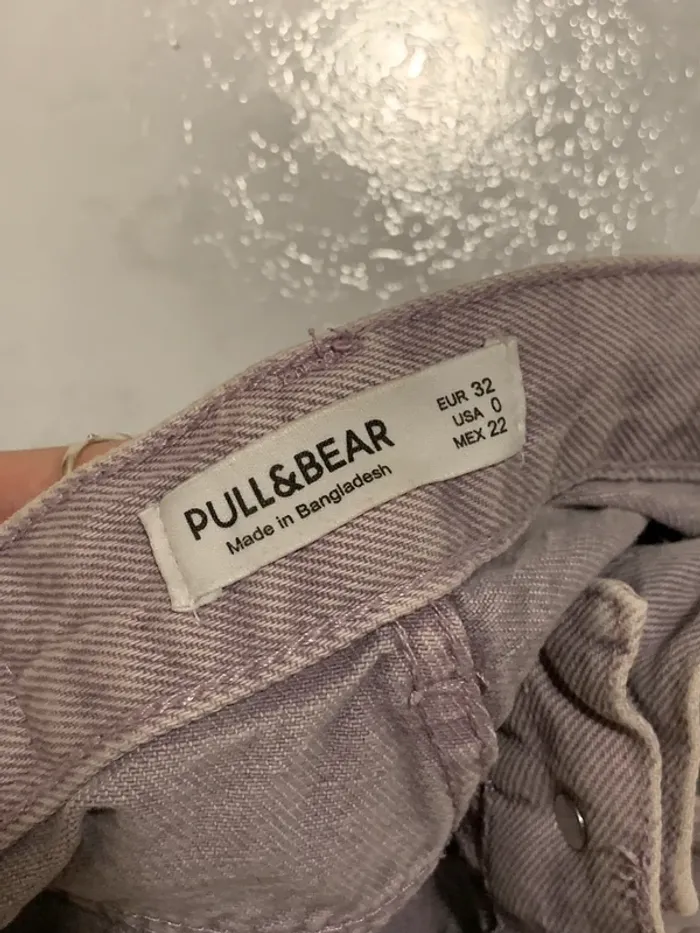 PULL&BEAR
Made in Bangladesh
EUR 32
USA 0
MEX 22